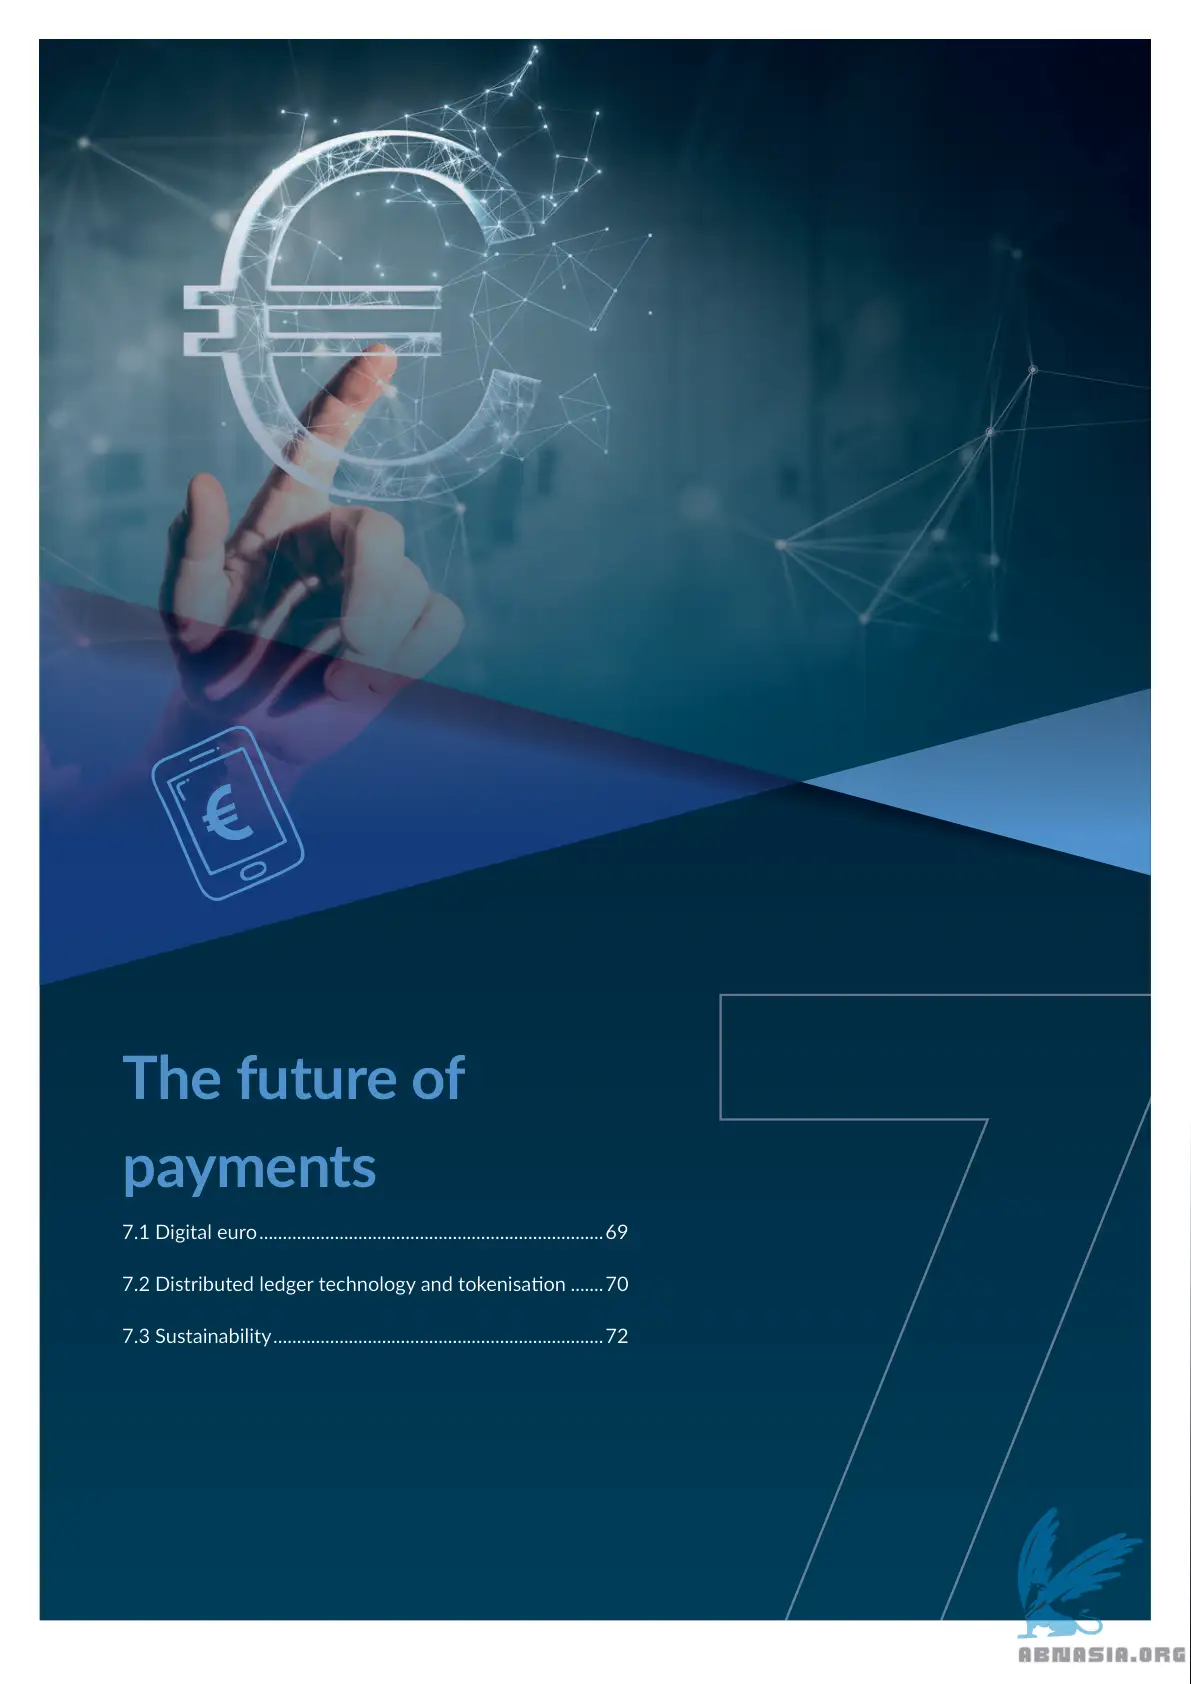 €
€
The future of
payments
7.1 Digital euro.........................................................................69
7.2 Distributed ledger technology and tokenisation .......70
7.3 Sustainability......................................................................72
7
ABNASIA.ORG